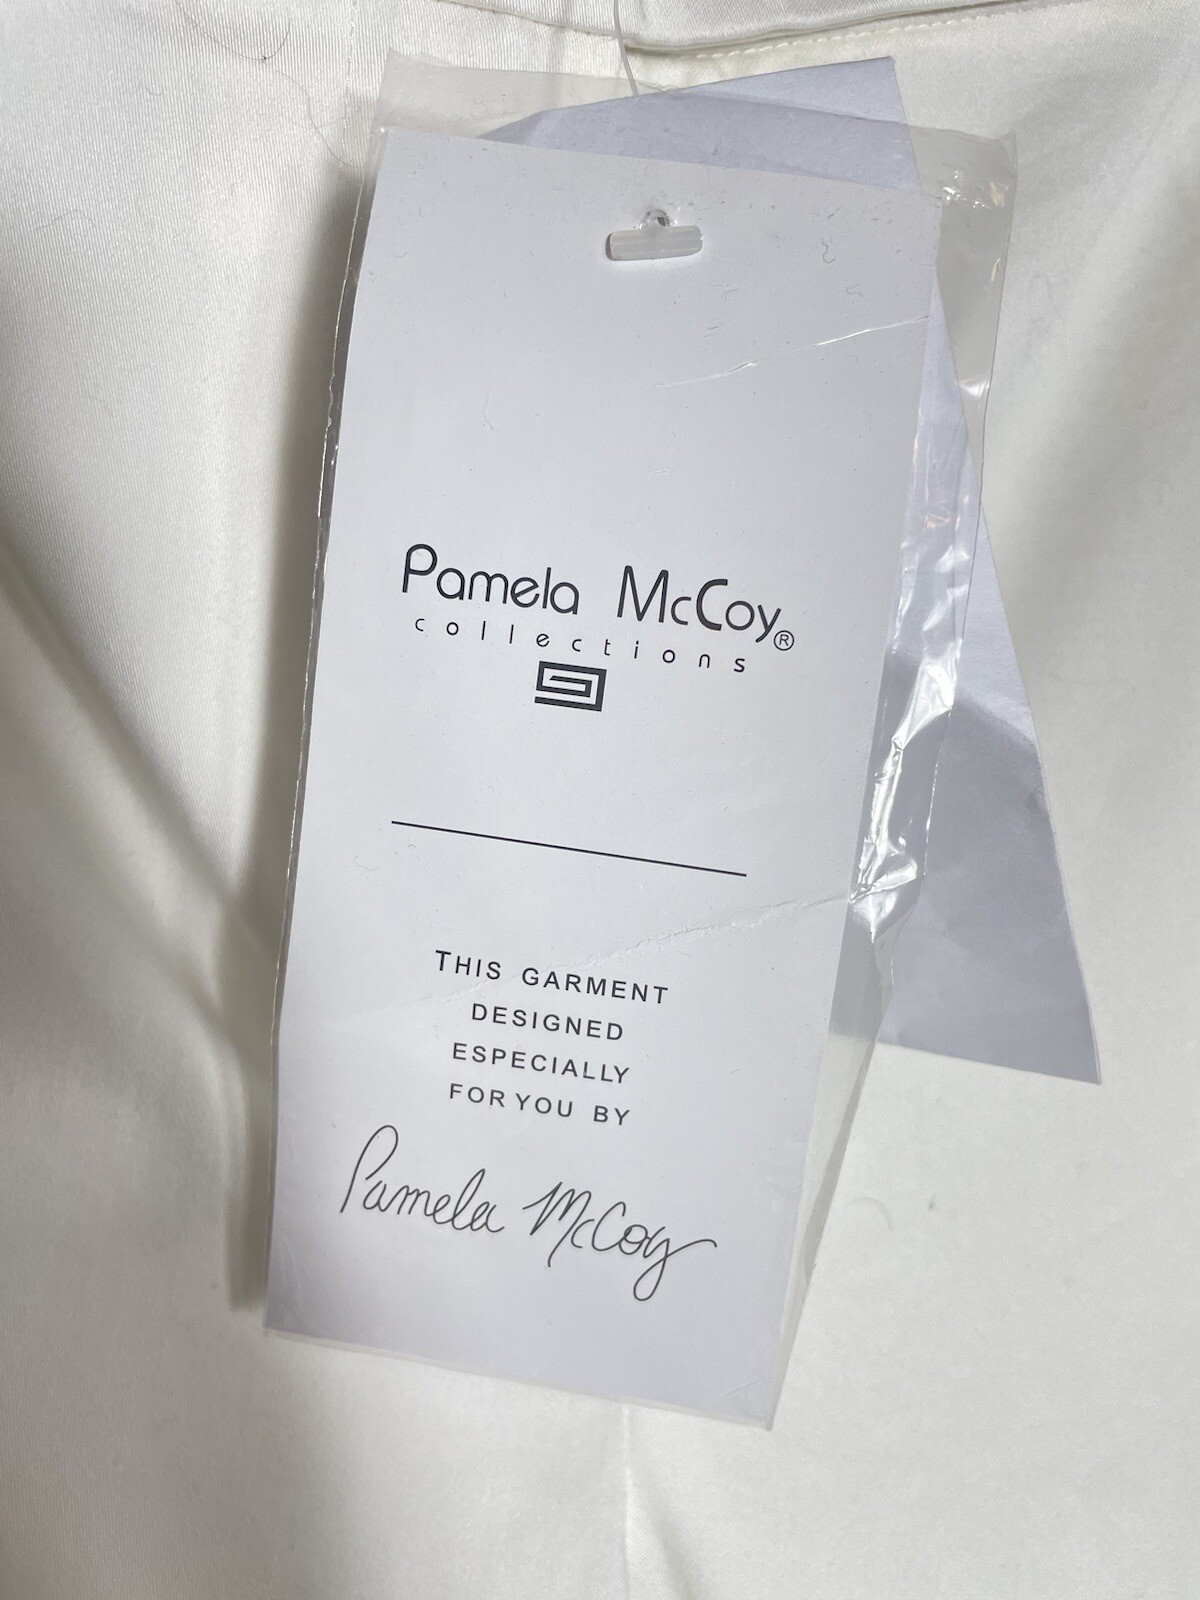 Pamela McCoy®
collections
THIS GARMENT
DESIGNED
ESPECIALLY
FOR YOU BY
Pamela McCoy